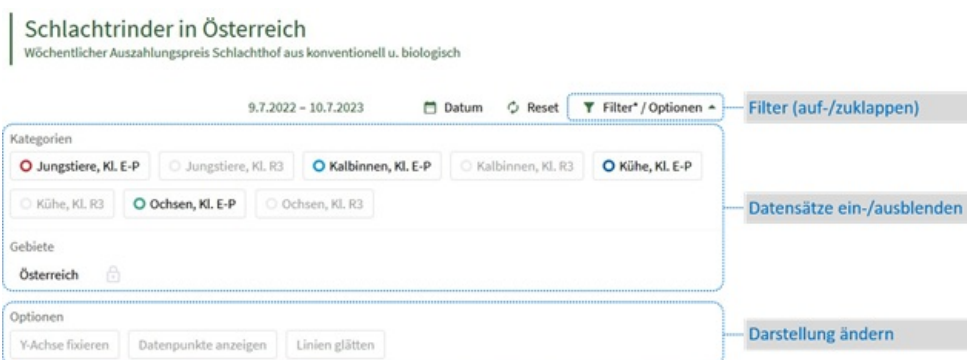 Schlachtrinder in Österreich
Wöchentlicher Auszahlungspreis Schlachthof aus konventionell u. biologisch
9.7.2022 – 10.7.2023 Datum Reset Filter* / Optionen Filter (auf-/zuklappen)
Kategorien
Jungstiere, Kl. E-P Jungstiere, Kl. R3 Kalbinnen, Kl. E-P Kalbinnen, Kl. R3 Kühe, Kl. E-P
Kühe, Kl. R3 Ochsen, Kl. E-P Ochsen, Kl. R3
Datensätze ein-/ausblenden
Gebiete
Österreich
Optionen
Y-Achse fixieren Datenpunkte anzeigen Linien glätten
Darstellung ändern